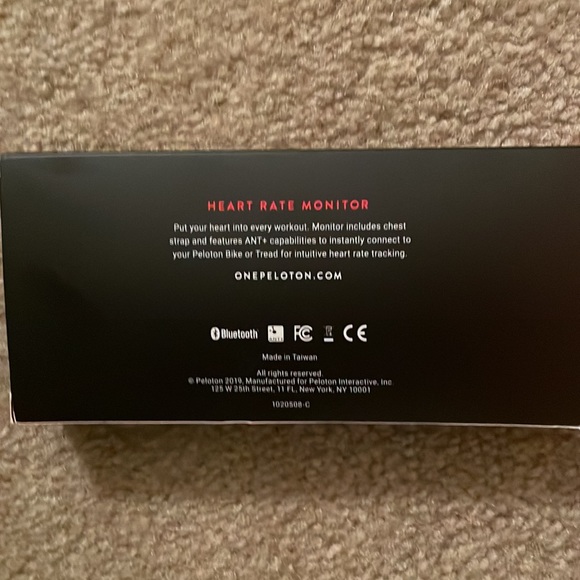 HEART RATE MONITOR
Put your heart into every workout. Monitor includes chest
strap and features ANT+ capabilities to instantly connect to
your Peloton Bike or Tread for intuitive heart rate tracking.
ONEPELOTON.COM
Bluetooth ANT+ FC CE
Made in Taiwan
All rights reserved.
© Peloton 2019, Manufactured for Peloton Interactive, Inc.
125 W 25th Street, 11 FL, New York, NY 10001
1020508-C